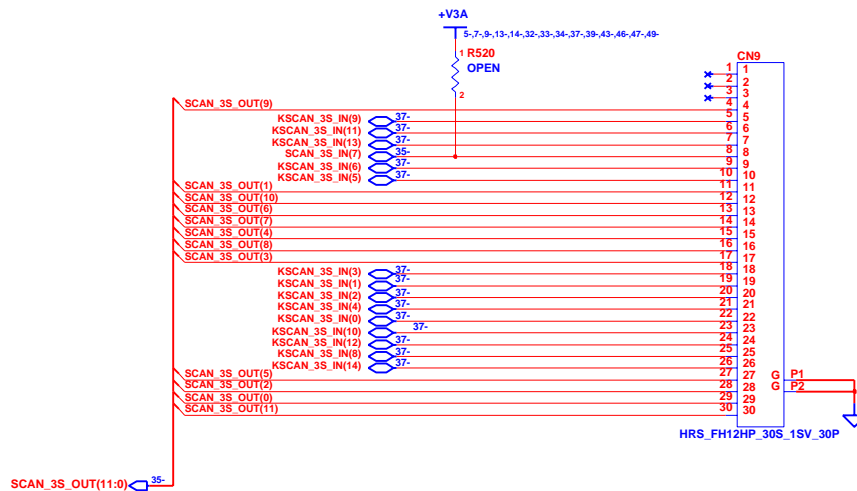 +V3A
5-,7-,9-,13-,14-,32-,33-,34-,37-,39-,43-,46-,47-,49-
1 R520
OPEN
2
CN9
1 1
2 2
3 3
SCAN_3S_OUT(9) 4 4
KSCAN_3S_IN(9) 37- 5 5
KSCAN_3S_IN(11) 37- 6 6
KSCAN_3S_IN(13) 37- 7 7
SCAN_3S_IN(7) 35- 8 8
KSCAN_3S_IN(6) 37- 9 9
KSCAN_3S_IN(5) 37- 10 10
SCAN_3S_OUT(1) 11 11
SCAN_3S_OUT(10) 12 12
SCAN_3S_OUT(6) 13 13
SCAN_3S_OUT(7) 14 14
SCAN_3S_OUT(4) 15 15
SCAN_3S_OUT(8) 16 16
SCAN_3S_OUT(3) 17 17
KSCAN_3S_IN(3) 37- 18 18
KSCAN_3S_IN(1) 37- 19 19
KSCAN_3S_IN(2) 37- 20 20
KSCAN_3S_IN(4) 37- 21 21
KSCAN_3S_IN(0) 37- 22 22
KSCAN_3S_IN(10) 37- 23 23
KSCAN_3S_IN(12) 37- 24 24
KSCAN_3S_IN(8) 37- 25 25
KSCAN_3S_IN(14) 37- 26 26
SCAN_3S_OUT(5) 27 27 G P1
SCAN_3S_OUT(2) 28 28 G P2
SCAN_3S_OUT(0) 29 29
SCAN_3S_OUT(11) 30 30
HRS_FH12HP_30S_1SV_30P
SCAN_3S_OUT(11:0) 35-